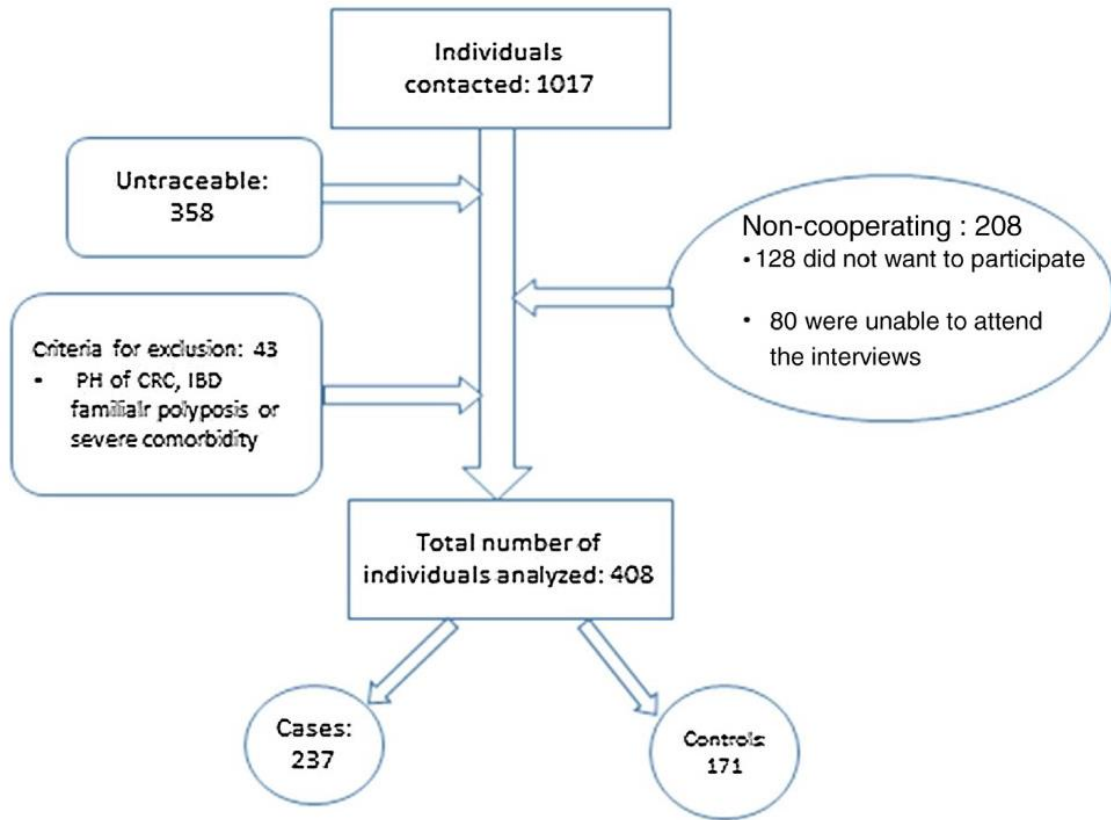 Individuals
contacted: 1017
Untraceable:
358
Non-cooperating : 208
• 128 did not want to participate
• 80 were unable to attend
the interviews
Criteria for exclusion: 43
• PH of CRC, IBD
familialr polyposis or
severe comorbidity
Total number of
individuals analyzed: 408
Cases:
237
Controls:
171